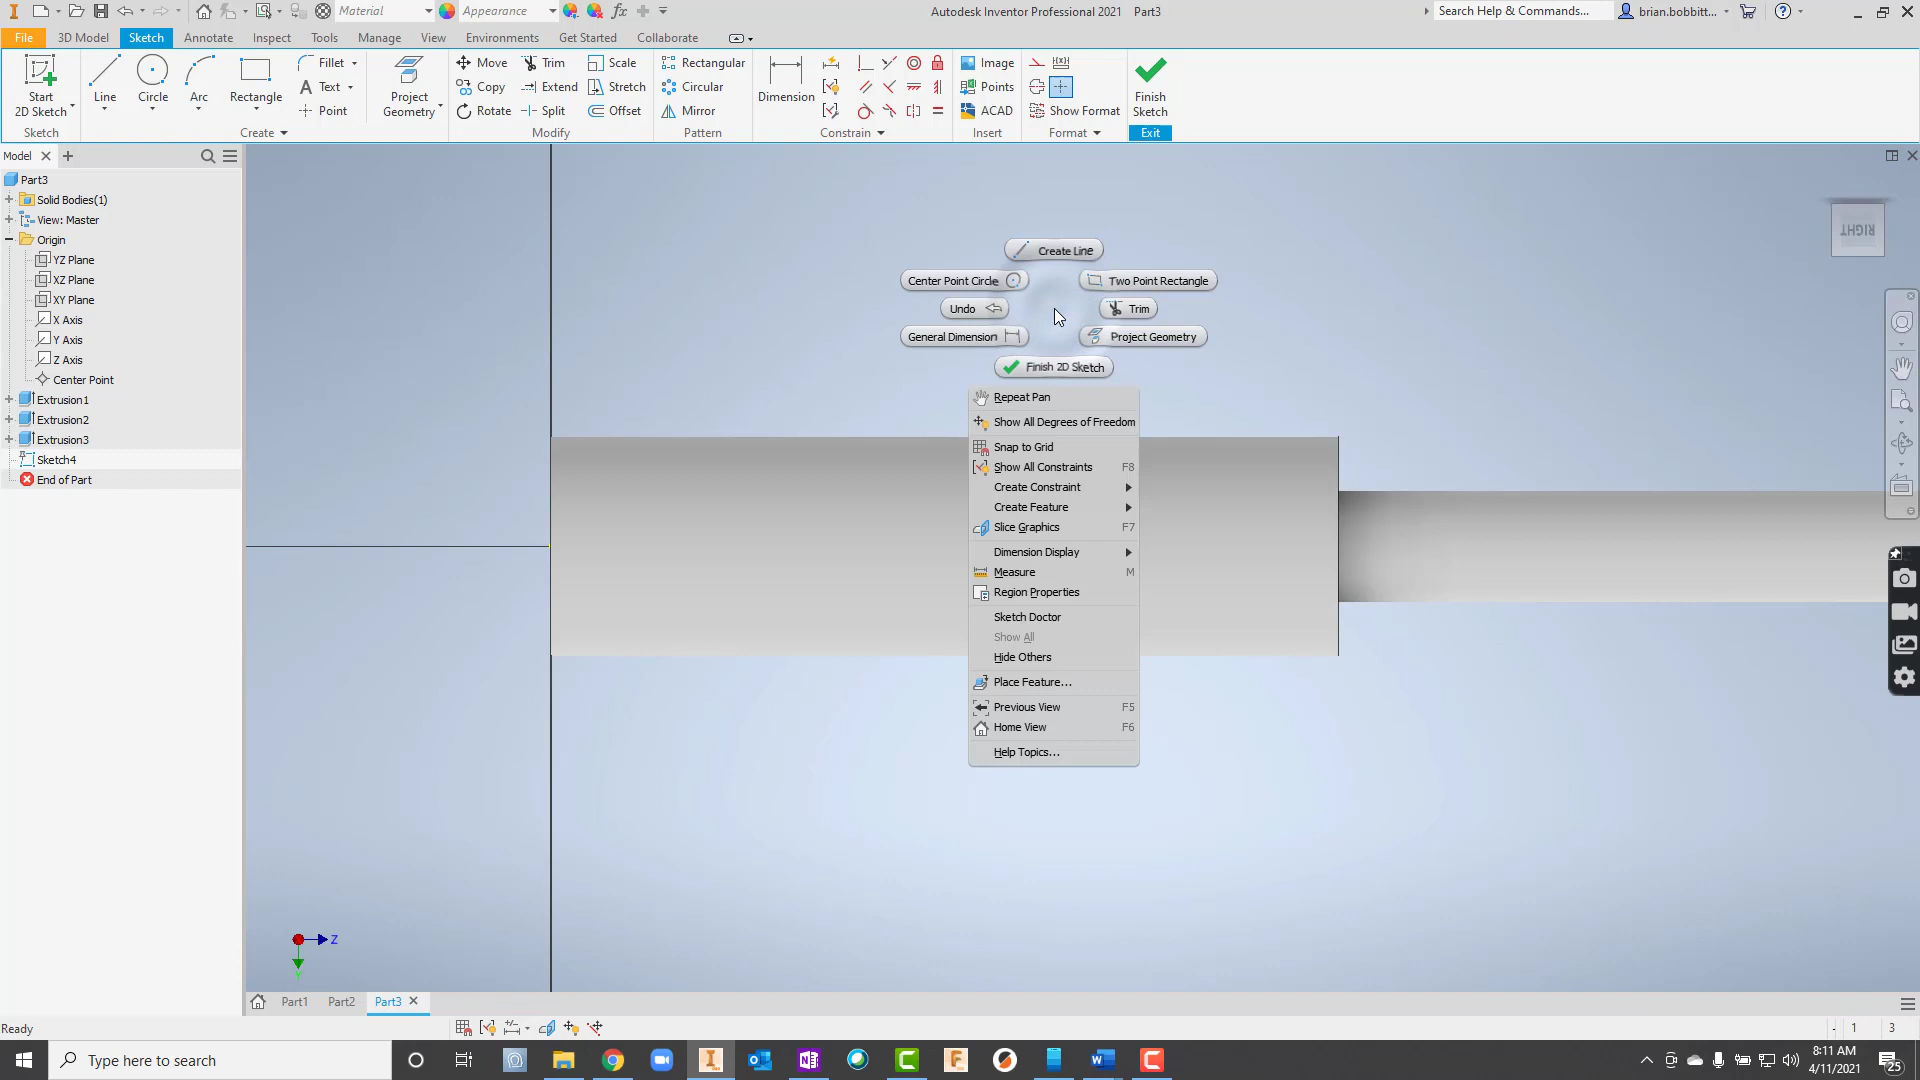 Material
Appearance
fx
Autodesk Inventor Professional 2021 Part3
Search Help & Commands...
brian.bobbitt...
File
3D Model
Sketch
Annotate
Inspect
Tools
Manage
View
Environments
Get Started
Collaborate
Start
2D Sketch
Line
Circle
Arc
Rectangle
Fillet
Text
Point
Project
Geometry
Move
Copy
Rotate
Trim
Extend
Split
Scale
Stretch
Offset
Rectangular
Circular
Mirror
Dimension
Image
Points
ACAD
Show Format
Finish
Sketch
Sketch
Create
Modify
Pattern
Constrain
Insert
Format
Exit
Model
Part3
Solid Bodies(1)
View: Master
Origin
YZ Plane
XZ Plane
XY Plane
X Axis
Y Axis
Z Axis
Center Point
Extrusion1
Extrusion2
Extrusion3
Sketch4
End of Part
RIGHT
Create Line
Center Point Circle
Two Point Rectangle
Undo
Trim
General Dimension
Project Geometry
Finish 2D Sketch
Repeat Pan
Show All Degrees of Freedom
Snap to Grid
Show All Constraints F8
Create Constraint
Create Feature
Slice Graphics F7
Dimension Display
Measure M
Region Properties
Sketch Doctor
Show All
Hide Others
Place Feature...
Previous View F5
Home View F6
Help Topics...
Z
Part1
Part2
Part3
Ready
1 3
Type here to search
8:11 AM
4/11/2021
25